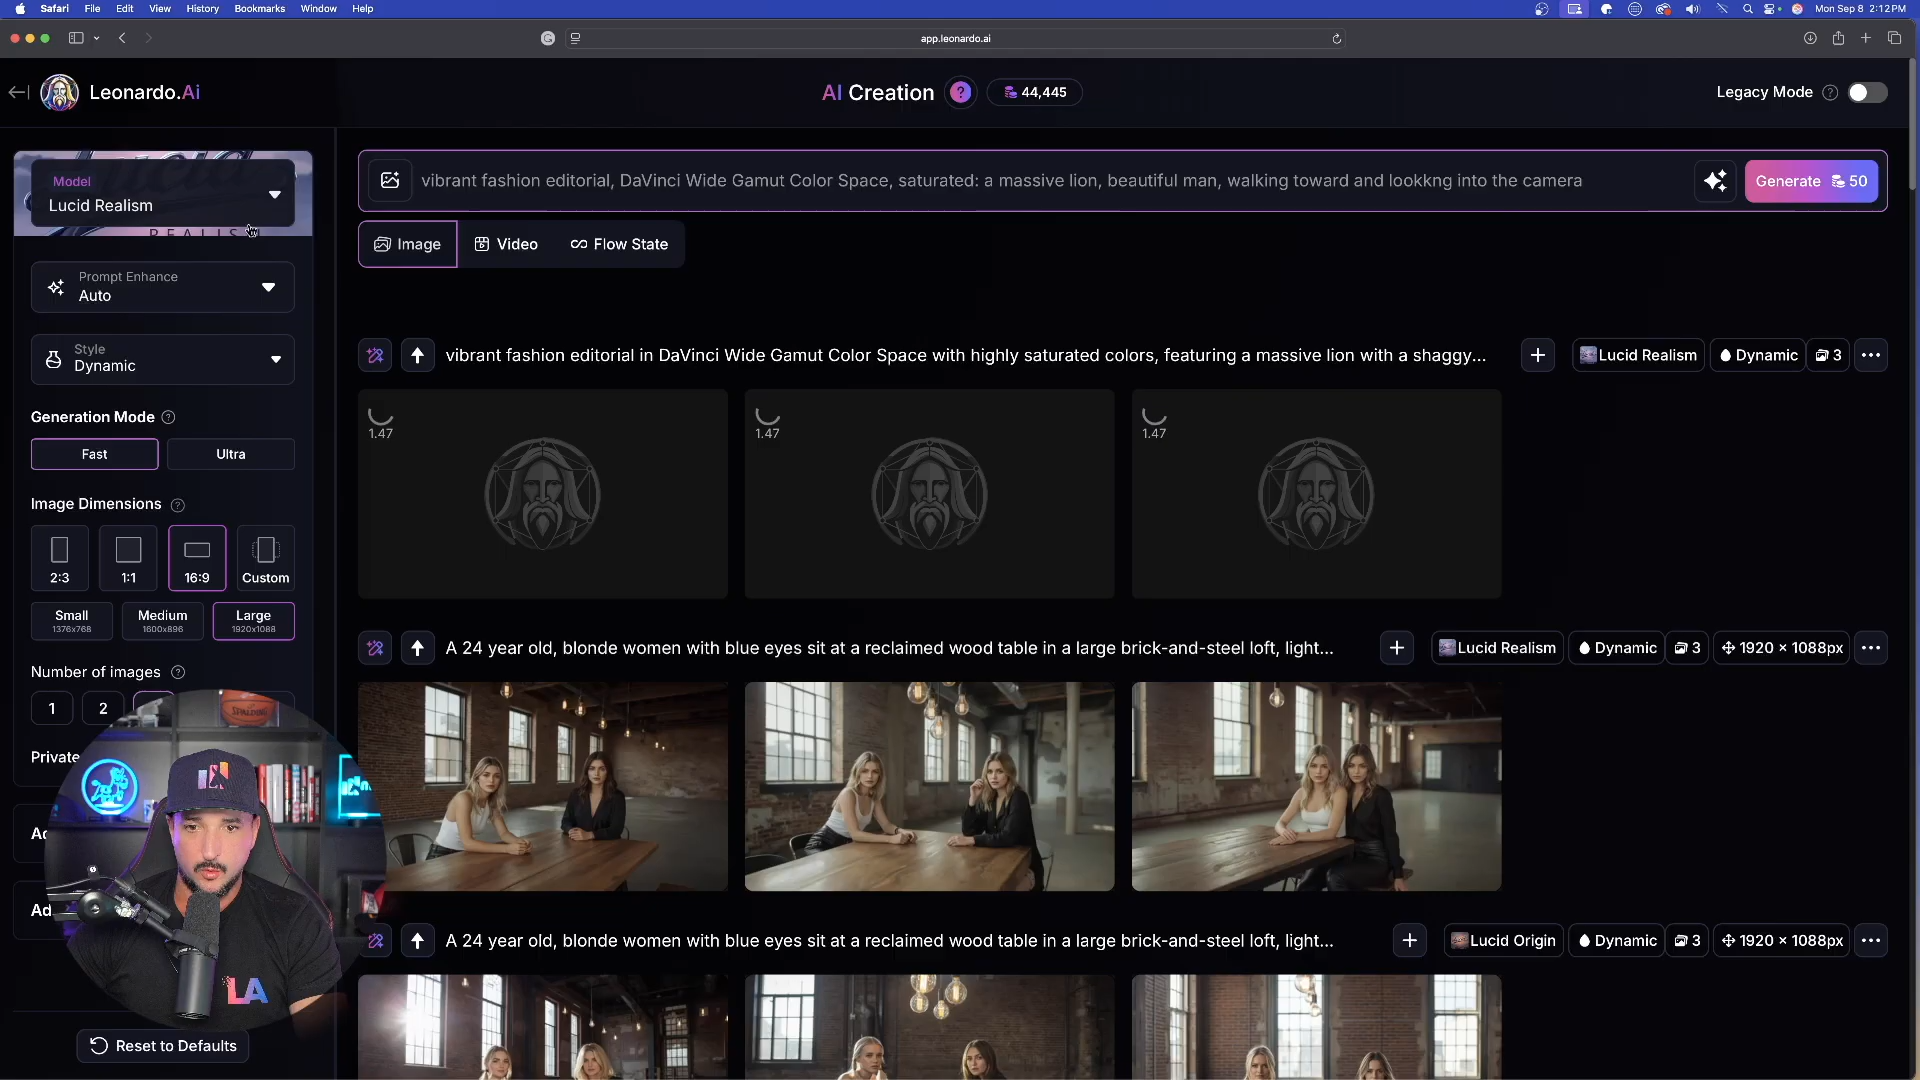 Safari File Edit View History Bookmarks Window Help
Mon Sep 8 2:12PM
app.leonardo.ai
Leonardo.Ai
AI Creation
?
44,445
Legacy Mode ?
Model
Lucid Realism
REALIS
vibrant fashion editorial, DaVinci Wide Gamut Color Space, saturated: a massive lion, beautiful man, walking toward and lookkng into the camera
Generate 50
Image Video Flow State
Prompt Enhance
Auto
Style
Dynamic
Generation Mode ?
Fast Ultra
Image Dimensions ?
2:3 1:1 16:9 Custom
Small Medium Large
1376x768 1600x896 1920x1088
Number of images ?
1 2
Private
Ad
Ad
Reset to Defaults
vibrant fashion editorial in DaVinci Wide Gamut Color Space with highly saturated colors, featuring a massive lion with a shaggy...
Lucid Realism Dynamic 3
1.47 1.47 1.47
A 24 year old, blonde women with blue eyes sit at a reclaimed wood table in a large brick-and-steel loft, light...
Lucid Realism Dynamic 3 1920 × 1088px
A 24 year old, blonde women with blue eyes sit at a reclaimed wood table in a large brick-and-steel loft, light...
Lucid Origin Dynamic 3 1920 × 1088px
SPALDING
LA